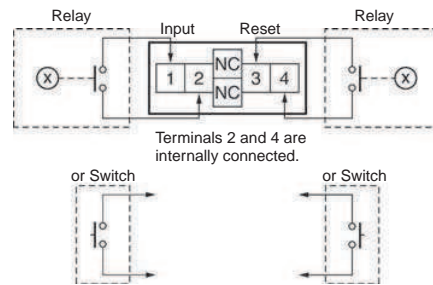 Relay
Relay
Input
Reset
X
1 2 NC NC 3 4
X
Terminals 2 and 4 are
internally connected.
or Switch
or Switch